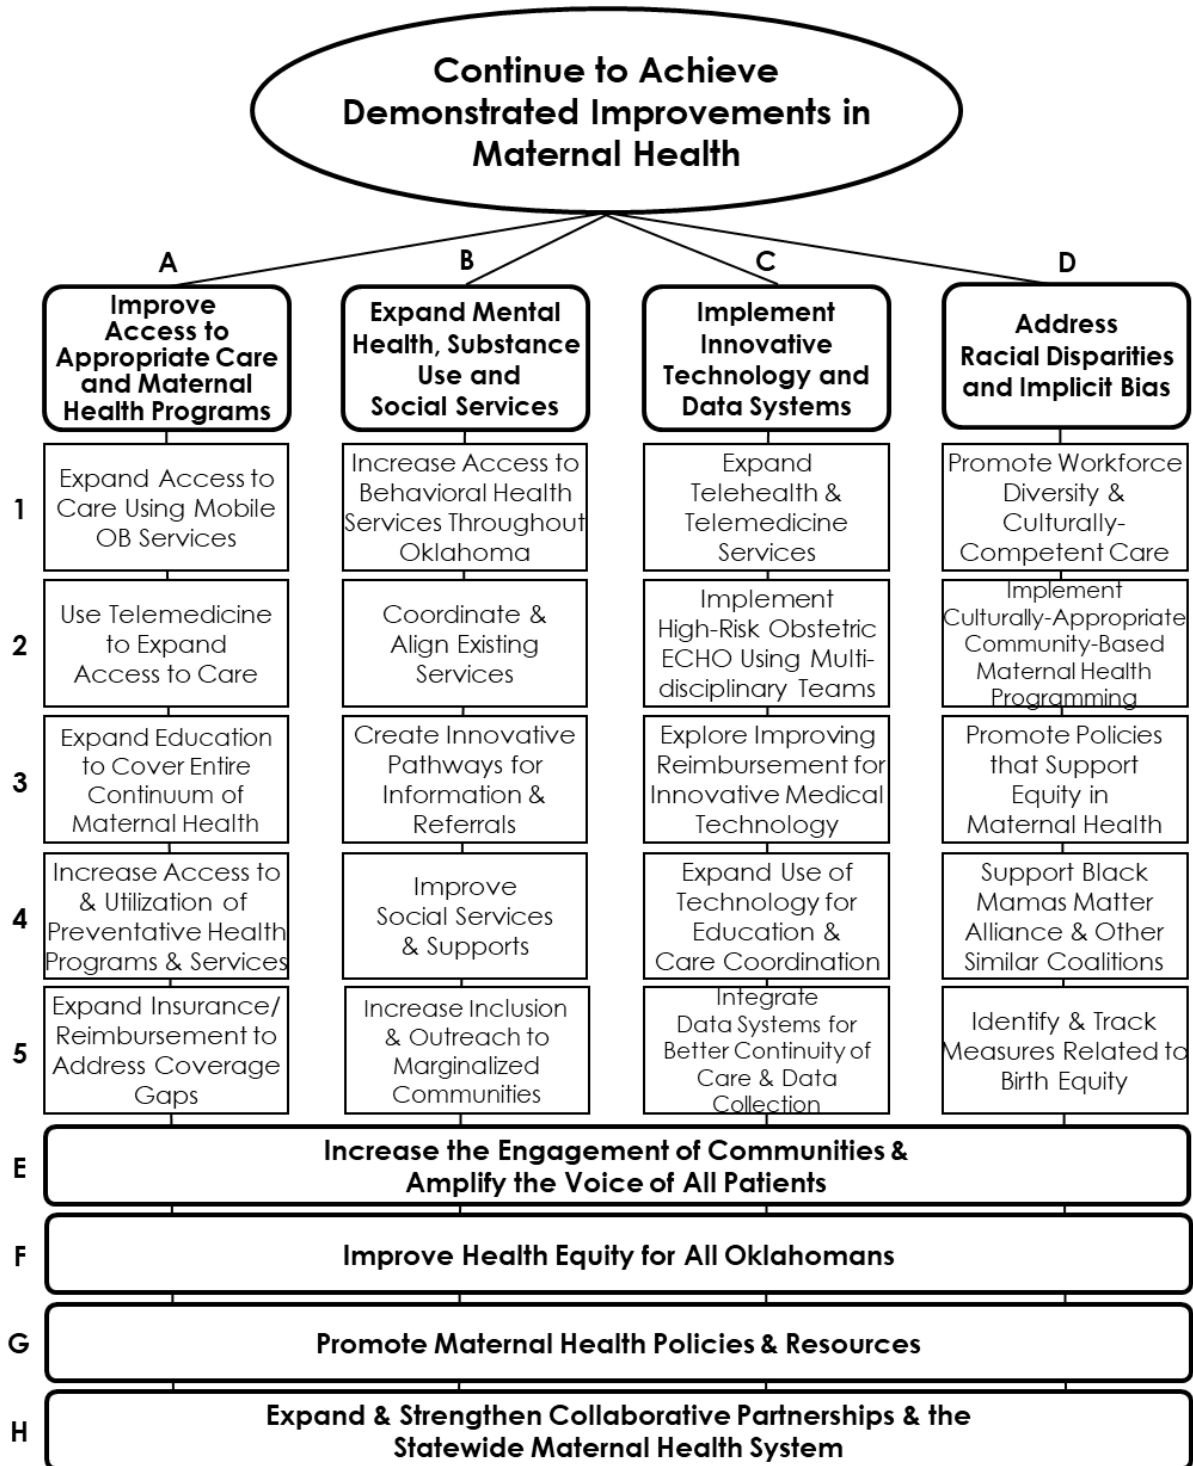 Continue to Achieve
Demonstrated Improvements in
Maternal Health
A
B
C
D
Improve
Access to
Appropriate Care
and Maternal
Health Programs
Expand Mental
Health, Substance
Use and
Social Services
Implement
Innovative
Technology and
Data Systems
Address
Racial Disparities
and Implicit Bias
1
Expand Access to
Care Using Mobile
OB Services
Increase Access to
Behavioral Health
Services Throughout
Oklahoma
Expand
Telehealth &
Telemedicine
Services
Promote Workforce
Diversity &
Culturally-
Competent Care
2
Use Telemedicine
to Expand
Access to Care
Coordinate &
Align Existing
Services
Implement
High-Risk Obstetric
ECHO Using Multi-
disciplinary Teams
Implement
Culturally-Appropriate
Community-Based
Maternal Health
Programming
3
Expand Education
to Cover Entire
Continuum of
Maternal Health
Create Innovative
Pathways for
Information &
Referrals
Explore Improving
Reimbursement for
Innovative Medical
Technology
Promote Policies
that Support
Equity in
Maternal Health
4
Increase Access to
& Utilization of
Preventative Health
Programs & Services
Improve
Social Services
& Supports
Expand Use of
Technology for
Education &
Care Coordination
Support Black
Mamas Matter
Alliance & Other
Similar Coalitions
5
Expand Insurance/
Reimbursement to
Address Coverage
Gaps
Increase Inclusion
& Outreach to
Marginalized
Communities
Integrate
Data Systems for
Better Continuity of
Care & Data
Collection
Identify & Track
Measures Related to
Birth Equity
E
Increase the Engagement of Communities &
Amplify the Voice of All Patients
F
Improve Health Equity for All Oklahomans
G
Promote Maternal Health Policies & Resources
H
Expand & Strengthen Collaborative Partnerships & the
Statewide Maternal Health System